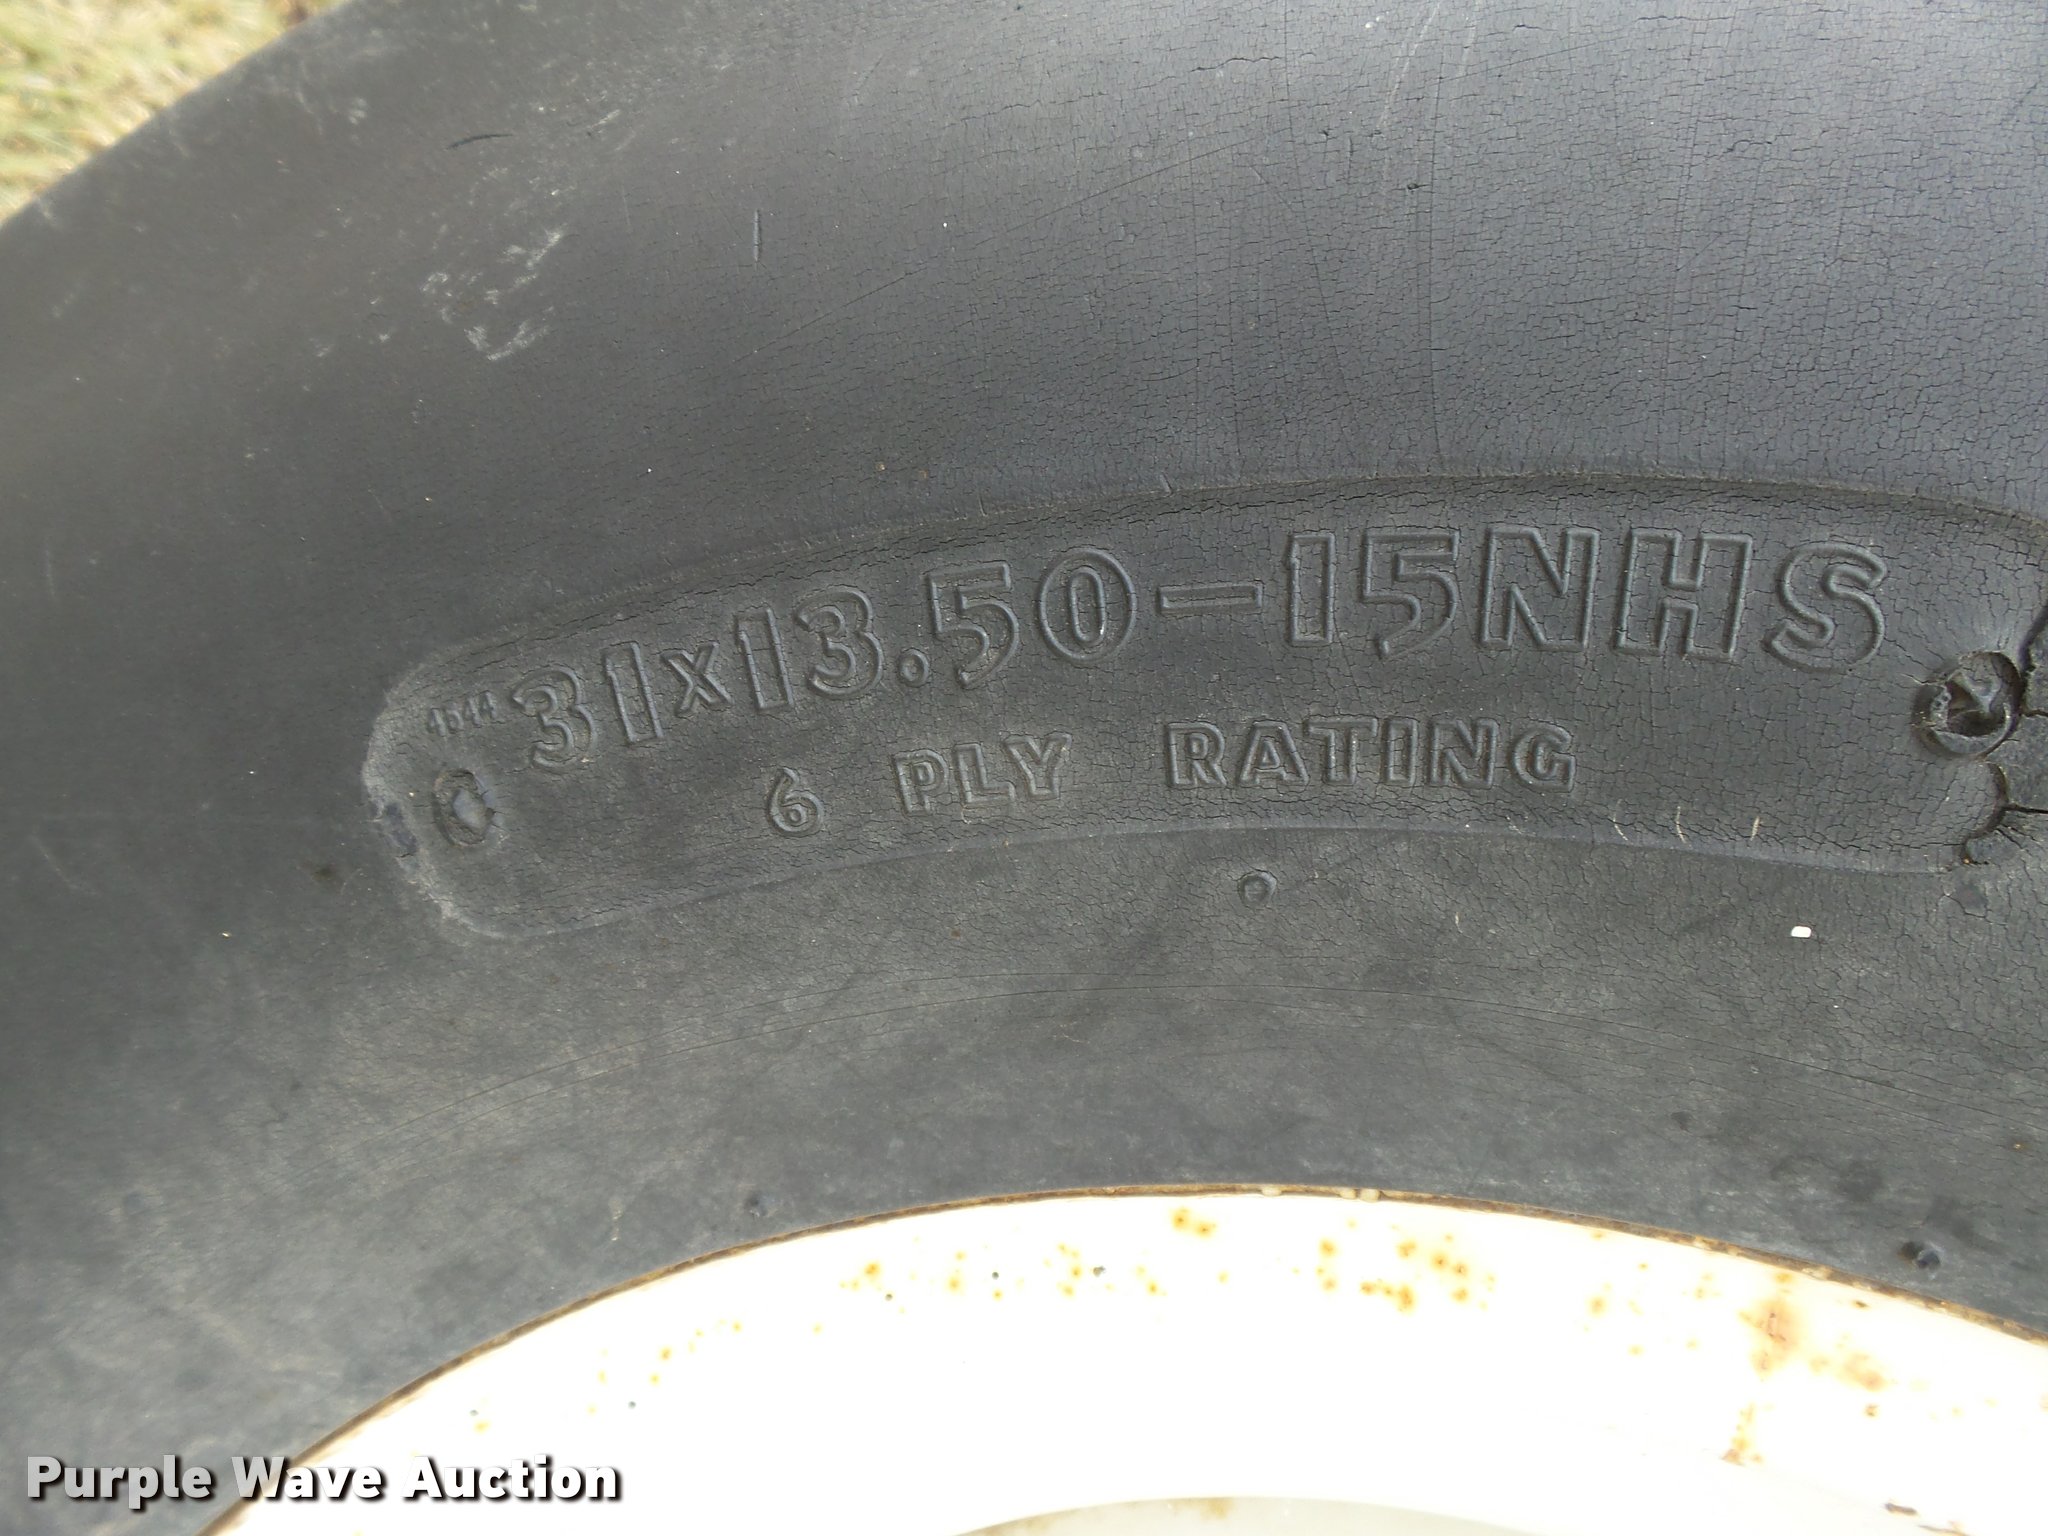 31x13.50-15NHS
6 PLY RATING
Purple Wave Auction